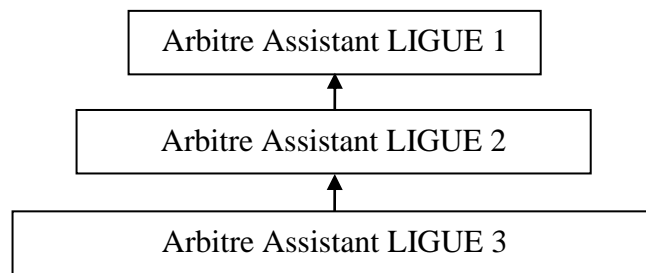 Arbitre Assistant LIGUE 1
Arbitre Assistant LIGUE 2
Arbitre Assistant LIGUE 3